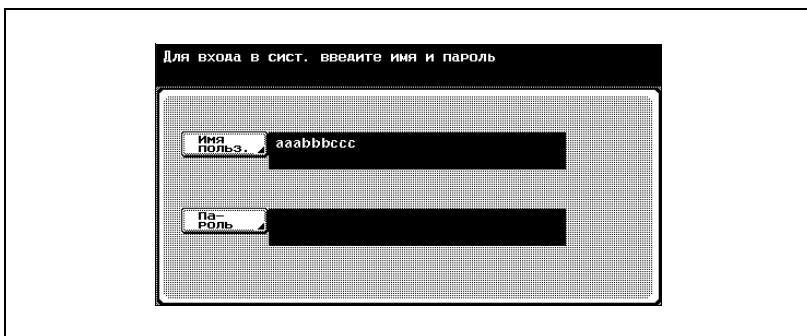 Для входа в сист. введите имя и пароль
Имя
польз.
aaabbbccc
Па-
роль